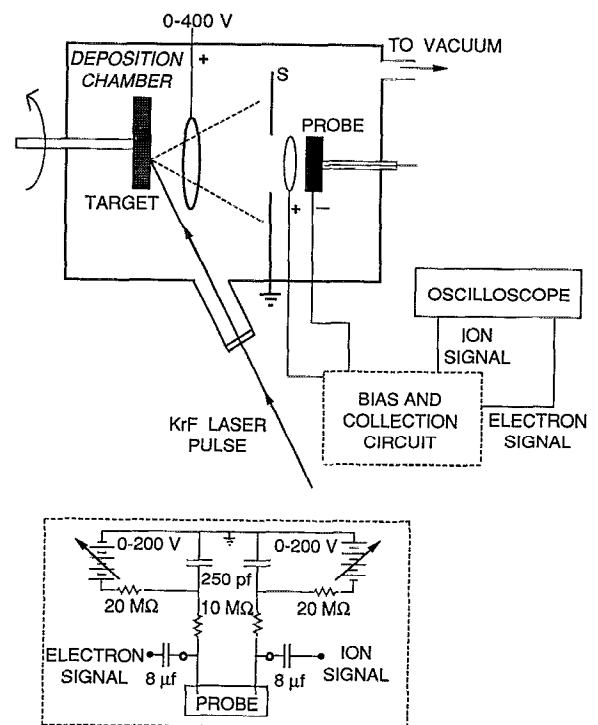 0-400 V
+
TO VACUUM
DEPOSITION
CHAMBER
S
PROBE
TARGET
+ −
OSCILLOSCOPE
ION
SIGNAL
BIAS AND
COLLECTION
CIRCUIT
ELECTRON
SIGNAL
KrF LASER
PULSE
0-200 V 0-200 V
250 pf
20 MΩ 10 MΩ 20 MΩ
ELECTRON
SIGNAL
8 μf
8 μf
ION
SIGNAL
PROBE